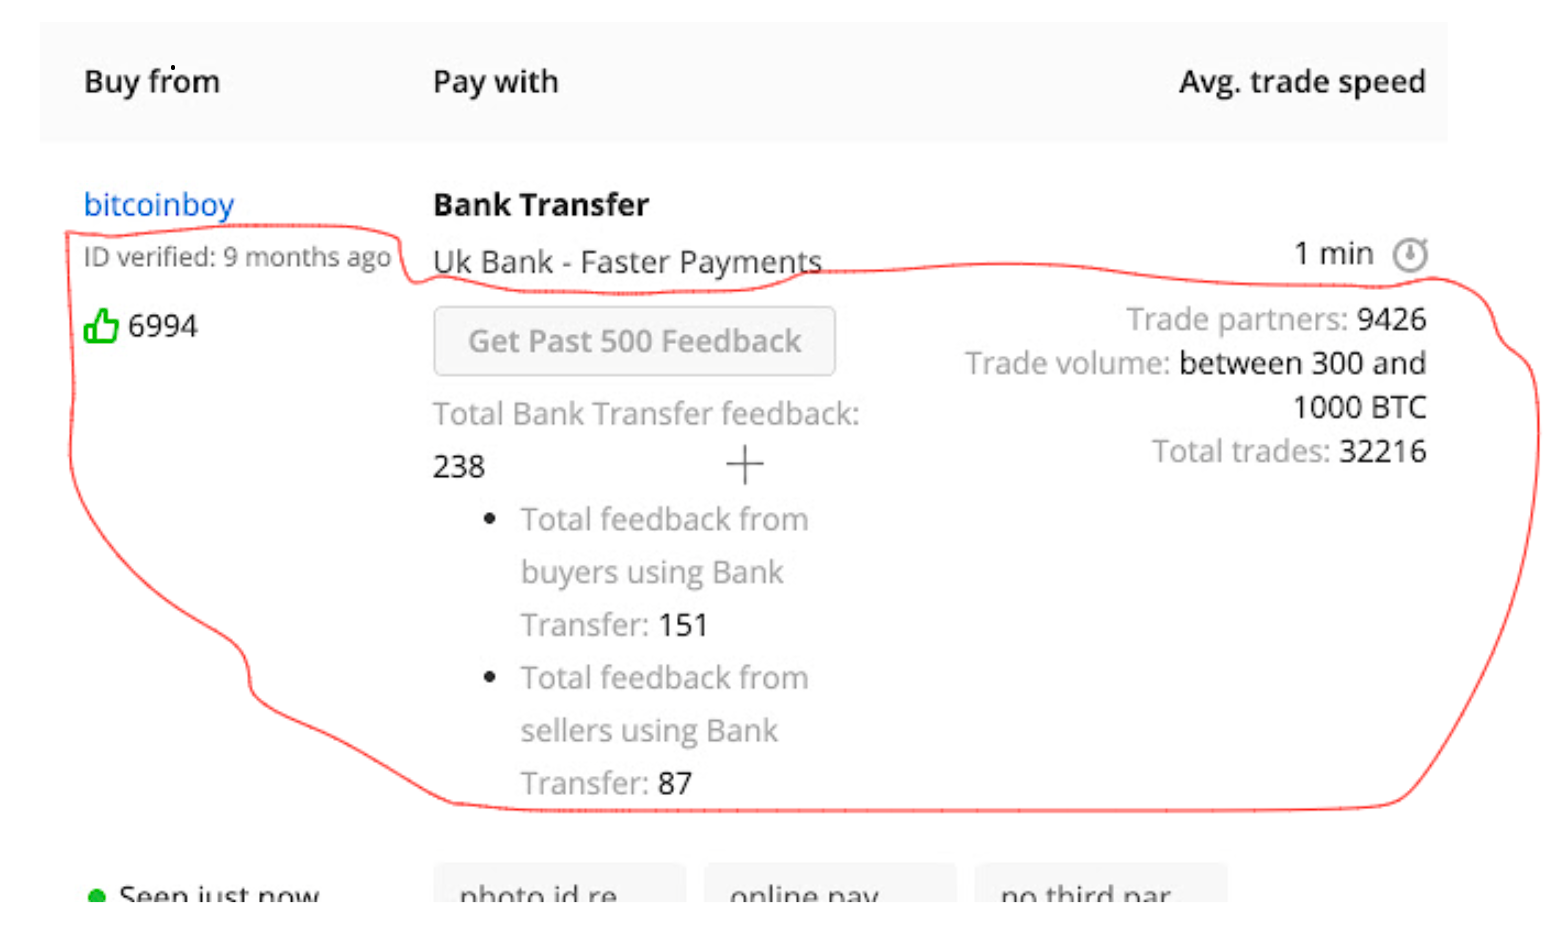 Buy from
Pay with
Avg. trade speed
bitcoinboy
ID verified: 9 months ago
6994
Bank Transfer
Uk Bank - Faster Payments
Get Past 500 Feedback
Total Bank Transfer feedback:
238
Total feedback from
buyers using Bank
Transfer: 151
Total feedback from
sellers using Bank
Transfer: 87
1 min
Trade partners: 9426
Trade volume: between 300 and
1000 BTC
Total trades: 32216
Seen just now
photo id re
online pay
no third par